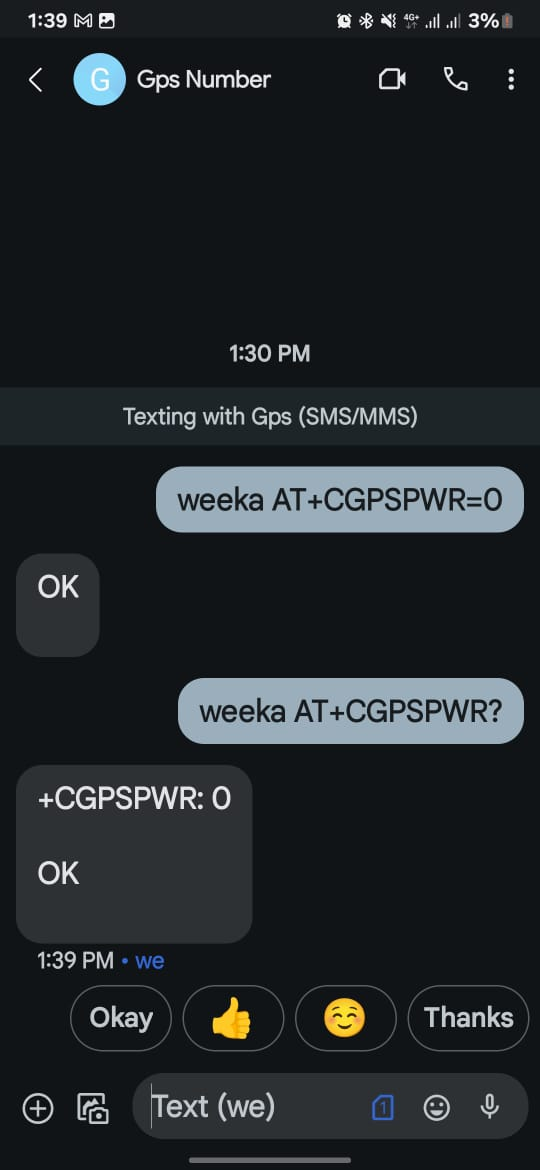 1:39
4G+
3%
G
Gps Number
1:30 PM
Texting with Gps (SMS/MMS)
weeka AT+CGPSPWR=0
OK
weeka AT+CGPSPWR?
+CGPSPWR: 0
OK
1:39 PM • we
Okay 👍 ☺️ Thanks
Text (we)
1